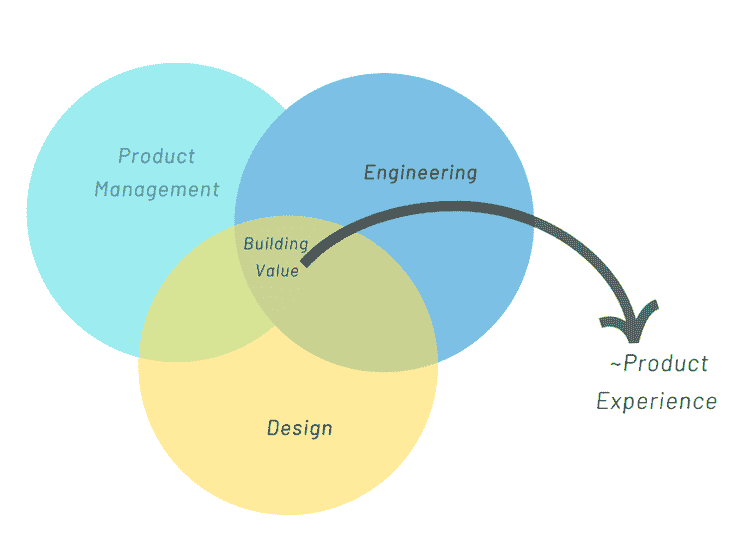 Product
Management
Engineering
Building
Value
~Product
Experience
Design